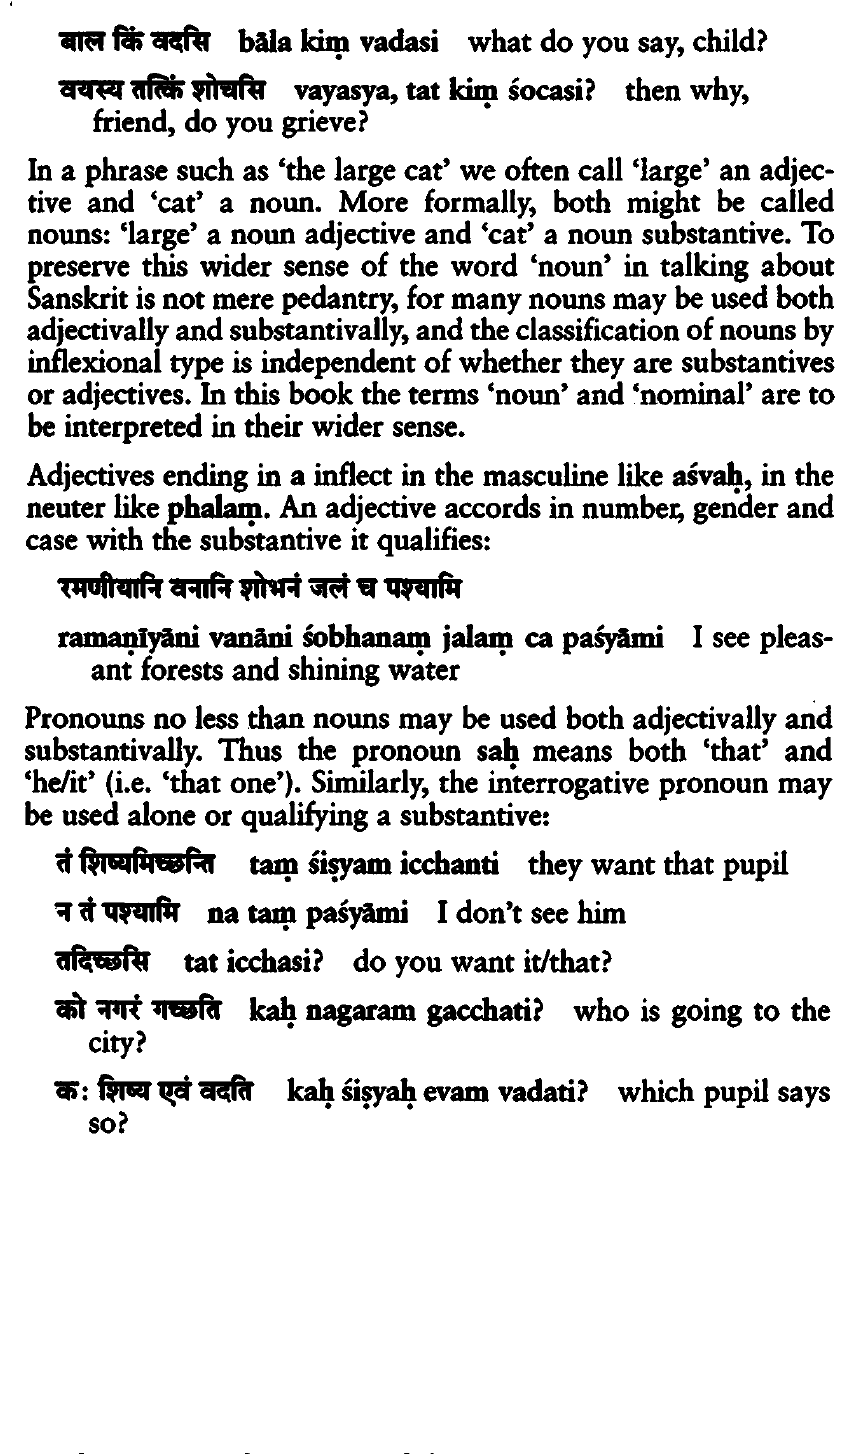 बाल किं वदसि bāla kiṃ vadasi what do you say, child?
वयस्य तत्किं शोचसि vayasya, tat kiṃ śocasi? then why,
friend, do you grieve?
In a phrase such as ‘the large cat’ we often call ‘large’ an adjec-
tive and ‘cat’ a noun. More formally, both might be called
nouns: ‘large’ a noun adjective and ‘cat’ a noun substantive. To
preserve this wider sense of the word ‘noun’ in talking about
Sanskrit is not mere pedantry, for many nouns may be used both
adjectivally and substantivally, and the classification of nouns by
inflexional type is independent of whether they are substantives
or adjectives. In this book the terms ‘noun’ and ‘nominal’ are to
be interpreted in their wider sense.
Adjectives ending in a inflect in the masculine like aśvaḥ, in the
neuter like phalaṃ. An adjective accords in number, gender and
case with the substantive it qualifies:
रमणीयानि वनानि शोभनं जलं च पश्यामि
ramaṇīyāni vanāni śobhanaṃ jalaṃ ca paśyāmi I see pleas-
ant forests and shining water
Pronouns no less than nouns may be used both adjectivally and
substantivally. Thus the pronoun saḥ means both ‘that’ and
‘he/it’ (i.e. ‘that one’). Similarly, the interrogative pronoun may
be used alone or qualifying a substantive:
तं शिष्यमिच्छन्ति taṃ śiṣyam icchanti they want that pupil
न तं पश्यामि na taṃ paśyāmi I don’t see him
तदिच्छसि tat icchasi? do you want it/that?
को नगरं गच्छति kaḥ nagaram gacchati? who is going to the
city?
कः शिष्य एवं वदति kaḥ śiṣyaḥ evam vadati? which pupil says
so?